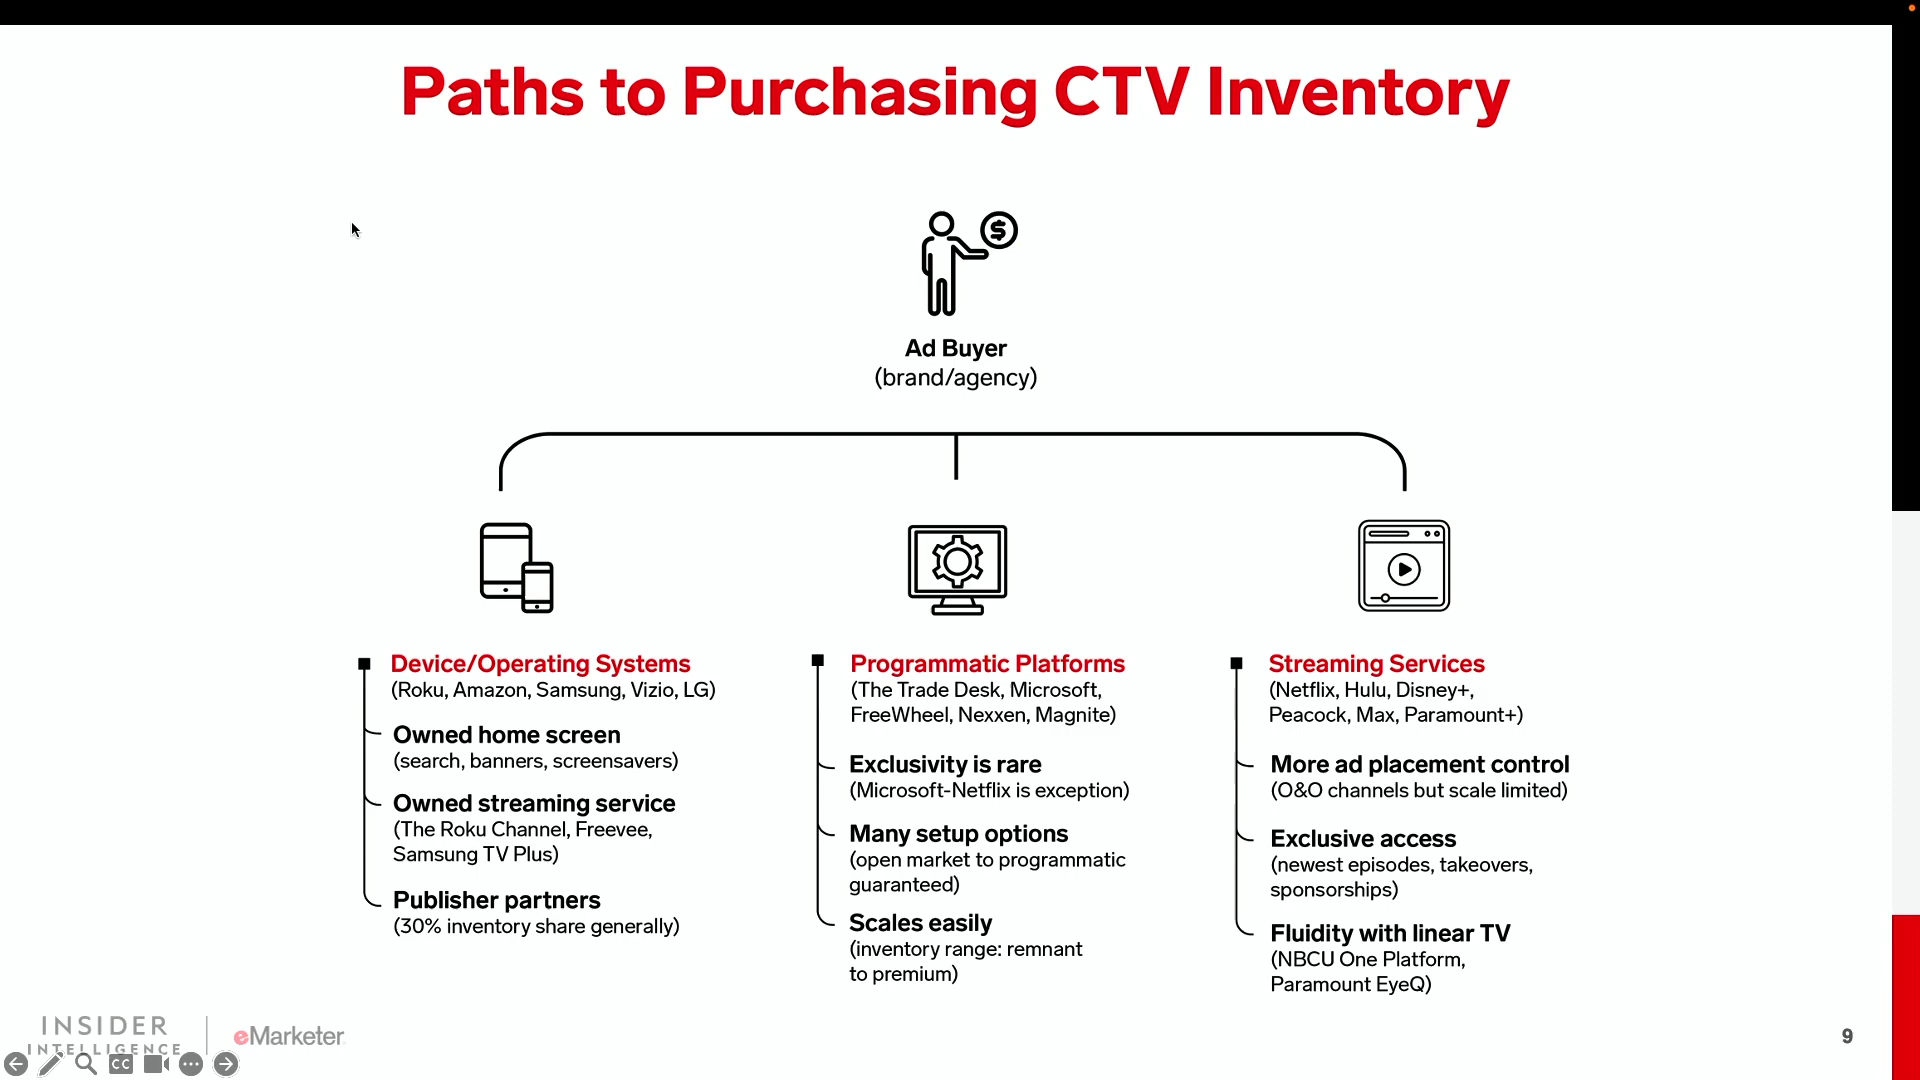 Paths to Purchasing CTV Inventory
$
Ad Buyer
(brand/agency)
Device/Operating Systems
(Roku, Amazon, Samsung, Vizio, LG)
Owned home screen
(search, banners, screensavers)
Owned streaming service
(The Roku Channel, Freevee,
Samsung TV Plus)
Publisher partners
(30% inventory share generally)
Programmatic Platforms
(The Trade Desk, Microsoft,
FreeWheel, Nexxen, Magnite)
Exclusivity is rare
(Microsoft-Netflix is exception)
Many setup options
(open market to programmatic
guaranteed)
Scales easily
(inventory range: remnant
to premium)
Streaming Services
(Netflix, Hulu, Disney+,
Peacock, Max, Paramount+)
More ad placement control
(O&O channels but scale limited)
Exclusive access
(newest episodes, takeovers,
sponsorships)
Fluidity with linear TV
(NBCU One Platform,
Paramount EyeQ)
INSIDER
INTELLIGENCE
eMarketer
CC
9